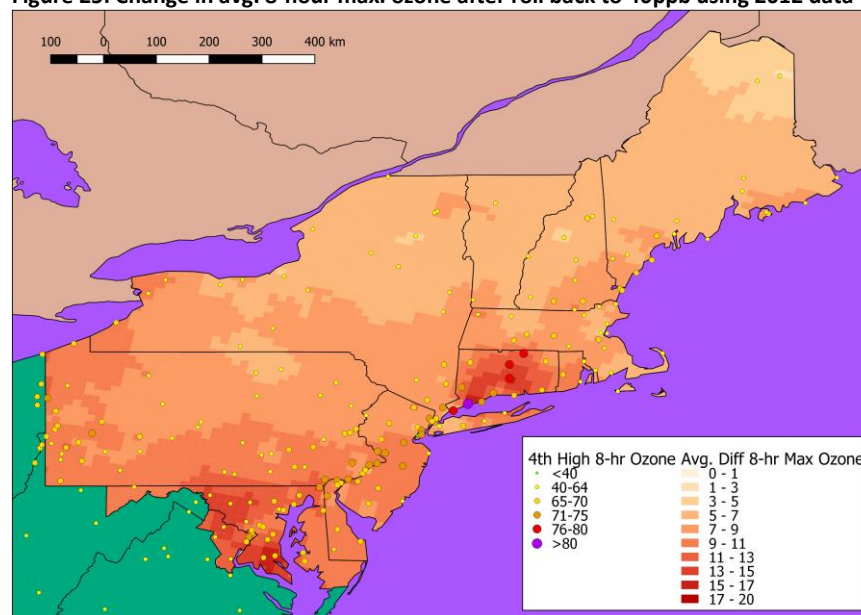 Figure Change in avg. 8-hour max. ozone after roll back to 40ppb using 2012 data
100 0 100 200 300 400 km
4th High 8-hr Ozone
<40
40-64
65-70
71-75
76-80
>80
Avg. Diff 8-hr Max Ozone
0 - 1
1 - 3
3 - 5
5 - 7
7 - 9
9 - 11
11 - 13
13 - 15
15 - 17
17 - 20